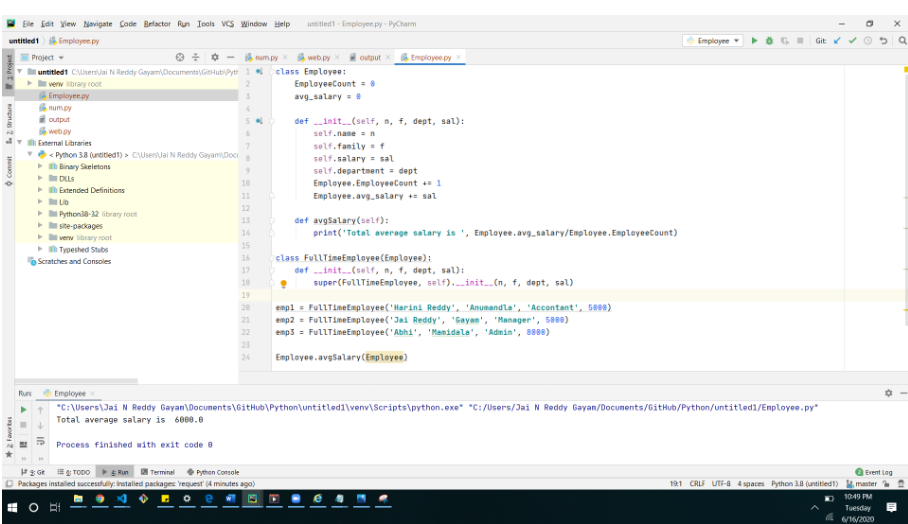 File Edit View Navigate Code Refactor Run Tools VCS Window Help untitled1 - Employee.py - PyCharm
untitled1 Employee.py
Employee
Git:
Project
num.py web.py output Employee.py
1: Project
untitled1 C:\Users\Jai N Reddy Gayam\Documents\GitHub\Pyth
venv library root
Employee.py
num.py
output
web.py
External Libraries
< Python 3.8 (untitled1) > C:\Users\Jai N Reddy Gayam\Docu
Binary Skeletons
DLLs
Extended Definitions
Lib
Python38-32 library root
site-packages
venv library root
Typeshed Stubs
Scratches and Consoles
Structure
Commit
Favorites
1 class Employee:
2 EmployeeCount = 0
3 avg_salary = 0
4
5 def __init__(self, n, f, dept, sal):
6 self.name = n
7 self.family = f
8 self.salary = sal
9 self.department = dept
10 Employee.EmployeeCount += 1
11 Employee.avg_salary += sal
12
13 def avgSalary(self):
14 print('Total average salary is ', Employee.avg_salary/Employee.EmployeeCount)
15
16 class FullTimeEmployee(Employee):
17 def __init__(self, n, f, dept, sal):
18 super(FullTimeEmployee, self).__init__(n, f, dept, sal)
19
20 emp1 = FullTimeEmployee('Harini Reddy', 'Anumandla', 'Accontant', 5000)
21 emp2 = FullTimeEmployee('Jai Reddy', 'Gayam', 'Manager', 5000)
22 emp3 = FullTimeEmployee('Abhi', 'Mamidala', 'Admin', 8000)
23
24 Employee.avgSalary(Employee)
Run: Employee
"C:\Users\Jai N Reddy Gayam\Documents\GitHub\Python\untitled1\venv\Scripts\python.exe" "C:/Users/Jai N Reddy Gayam/Documents/GitHub/Python/untitled1/Employee.py"
Total average salary is 6000.0
Process finished with exit code 0
9: Git 6: TODO 4: Run Terminal Python Console Event Log
Packages installed successfully: Installed packages: 'request' (4 minutes ago) 19:1 CRLF UTF-8 4 spaces Python 3.8 (untitled1) master
10:49 PM
Tuesday
6/16/2020